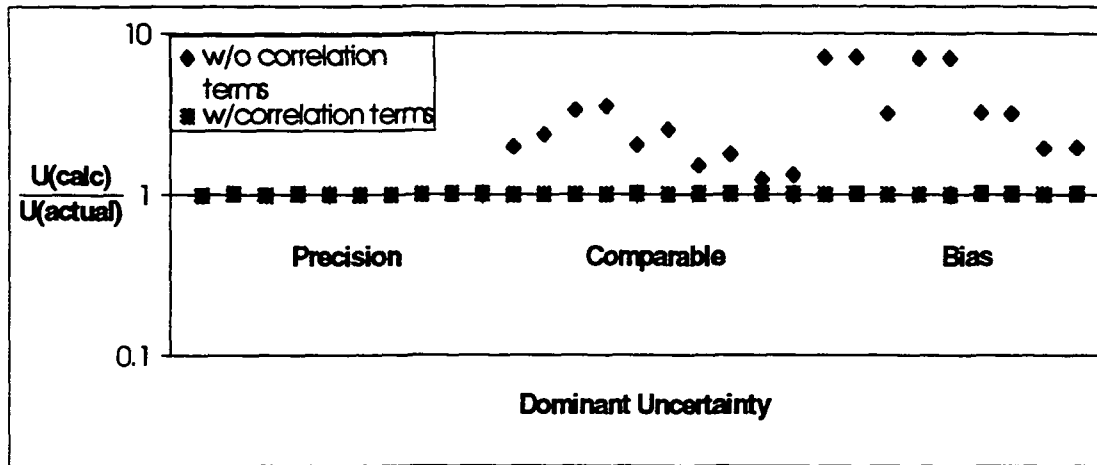 10
w/o correlation
terms
w/correlation terms
U(calc)
U(actual)
1
Precision
Comparable
Bias
0.1
Dominant Uncertainty